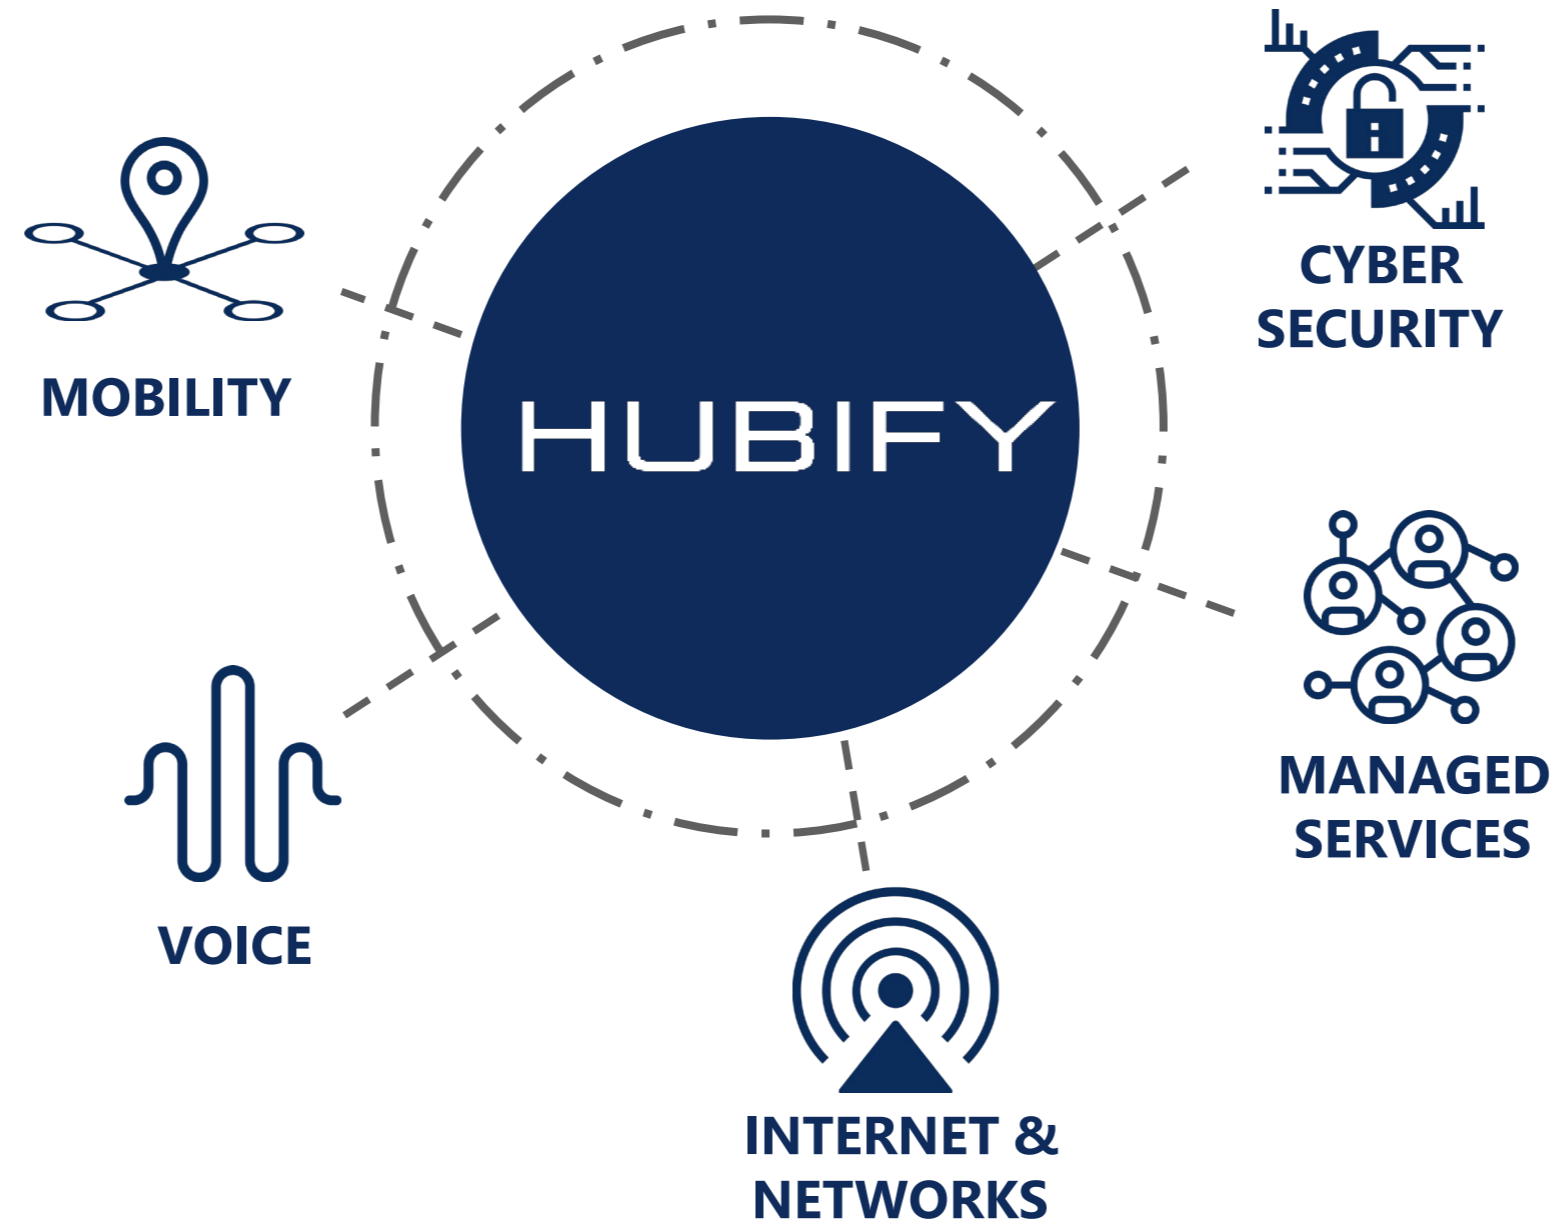 HUBIFY
CYBER
SECURITY
MOBILITY
MANAGED
SERVICES
VOICE
INTERNET &
NETWORKS